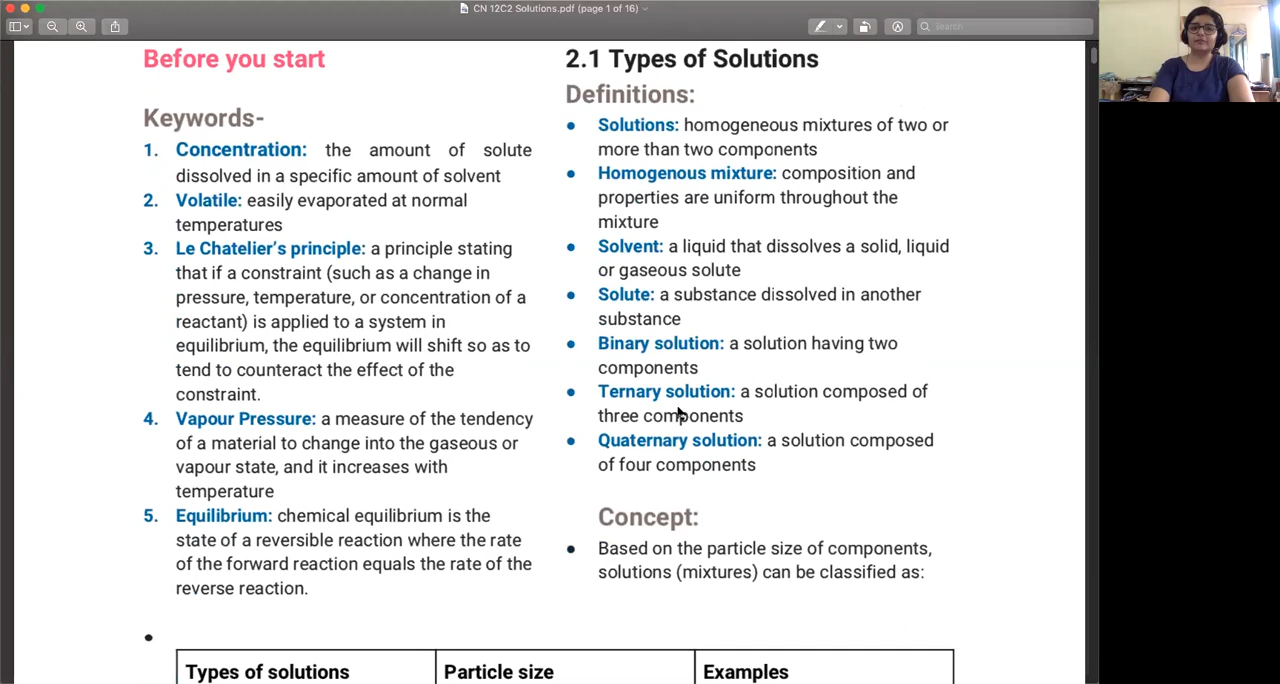 CN 12C2 Solutions.pdf (page 1 of 16)
Search
Before you start
Keywords-
1. Concentration: the amount of solute
dissolved in a specific amount of solvent
2. Volatile: easily evaporated at normal
temperatures
3. Le Chatelier’s principle: a principle stating
that if a constraint (such as a change in
pressure, temperature, or concentration of a
reactant) is applied to a system in
equilibrium, the equilibrium will shift so as to
tend to counteract the effect of the
constraint.
4. Vapour Pressure: a measure of the tendency
of a material to change into the gaseous or
vapour state, and it increases with
temperature
5. Equilibrium: chemical equilibrium is the
state of a reversible reaction where the rate
of the forward reaction equals the rate of the
reverse reaction.
2.1 Types of Solutions
Definitions:
• Solutions: homogeneous mixtures of two or
more than two components
• Homogenous mixture: composition and
properties are uniform throughout the
mixture
• Solvent: a liquid that dissolves a solid, liquid
or gaseous solute
• Solute: a substance dissolved in another
substance
• Binary solution: a solution having two
components
• Ternary solution: a solution composed of
three components
• Quaternary solution: a solution composed
of four components
Concept:
• Based on the particle size of components,
solutions (mixtures) can be classified as:
•
Types of solutions Particle size Examples